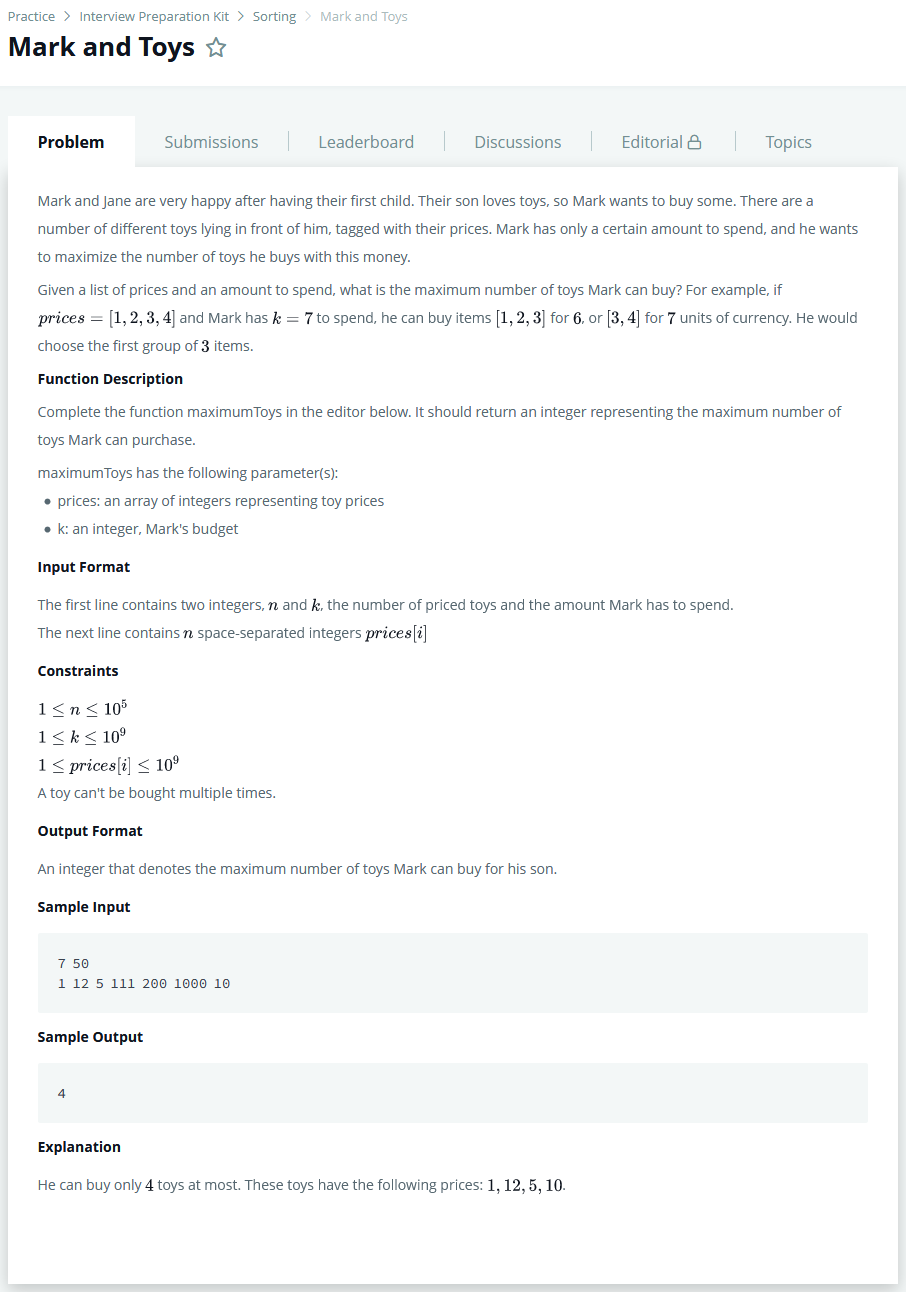 Practice > Interview Preparation Kit > Sorting > Mark and Toys
Mark and Toys
Problem Submissions Leaderboard Discussions Editorial Topics
Mark and Jane are very happy after having their first child. Their son loves toys, so Mark wants to buy some. There are a
number of different toys lying in front of him, tagged with their prices. Mark has only a certain amount to spend, and he wants
to maximize the number of toys he buys with this money.
Given a list of prices and an amount to spend, what is the maximum number of toys Mark can buy? For example, if
prices = [1, 2, 3, 4] and Mark has k = 7 to spend, he can buy items [1, 2, 3] for 6, or [3, 4] for 7 units of currency. He would
choose the first group of 3 items.
Function Description
Complete the function maximumToys in the editor below. It should return an integer representing the maximum number of
toys Mark can purchase.
maximumToys has the following parameter(s):
• prices: an array of integers representing toy prices
• k: an integer, Mark's budget
Input Format
The first line contains two integers, n and k, the number of priced toys and the amount Mark has to spend.
The next line contains n space-separated integers prices[i]
Constraints
1 ≤ n ≤ 10⁵
1 ≤ k ≤ 10⁹
1 ≤ prices[i] ≤ 10⁹
A toy can't be bought multiple times.
Output Format
An integer that denotes the maximum number of toys Mark can buy for his son.
Sample Input
7 50
1 12 5 111 200 1000 10
Sample Output
4
Explanation
He can buy only 4 toys at most. These toys have the following prices: 1, 12, 5, 10.